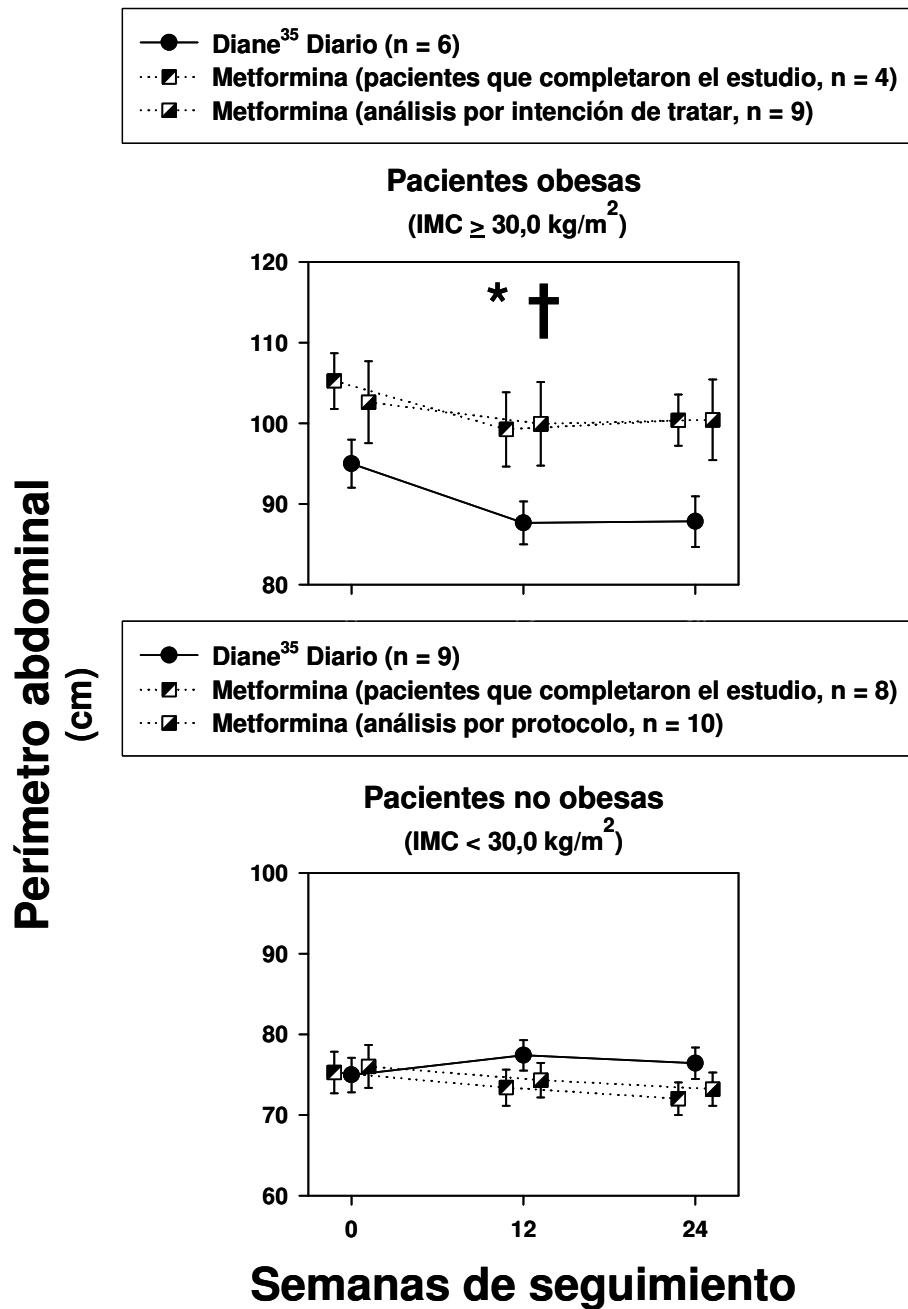 Diane35 Diario (n = 6)
Metformina (pacientes que completaron el estudio, n = 4)
Metformina (análisis por intención de tratar, n = 9)
Pacientes obesas
(IMC ≥ 30,0 kg/m2)
120
110
100
90
80
* †
Perímetro abdominal
(cm)
Diane35 Diario (n = 9)
Metformina (pacientes que completaron el estudio, n = 8)
Metformina (análisis por protocolo, n = 10)
Pacientes no obesas
(IMC < 30,0 kg/m2)
100
90
80
70
60
0 12 24
Semanas de seguimiento